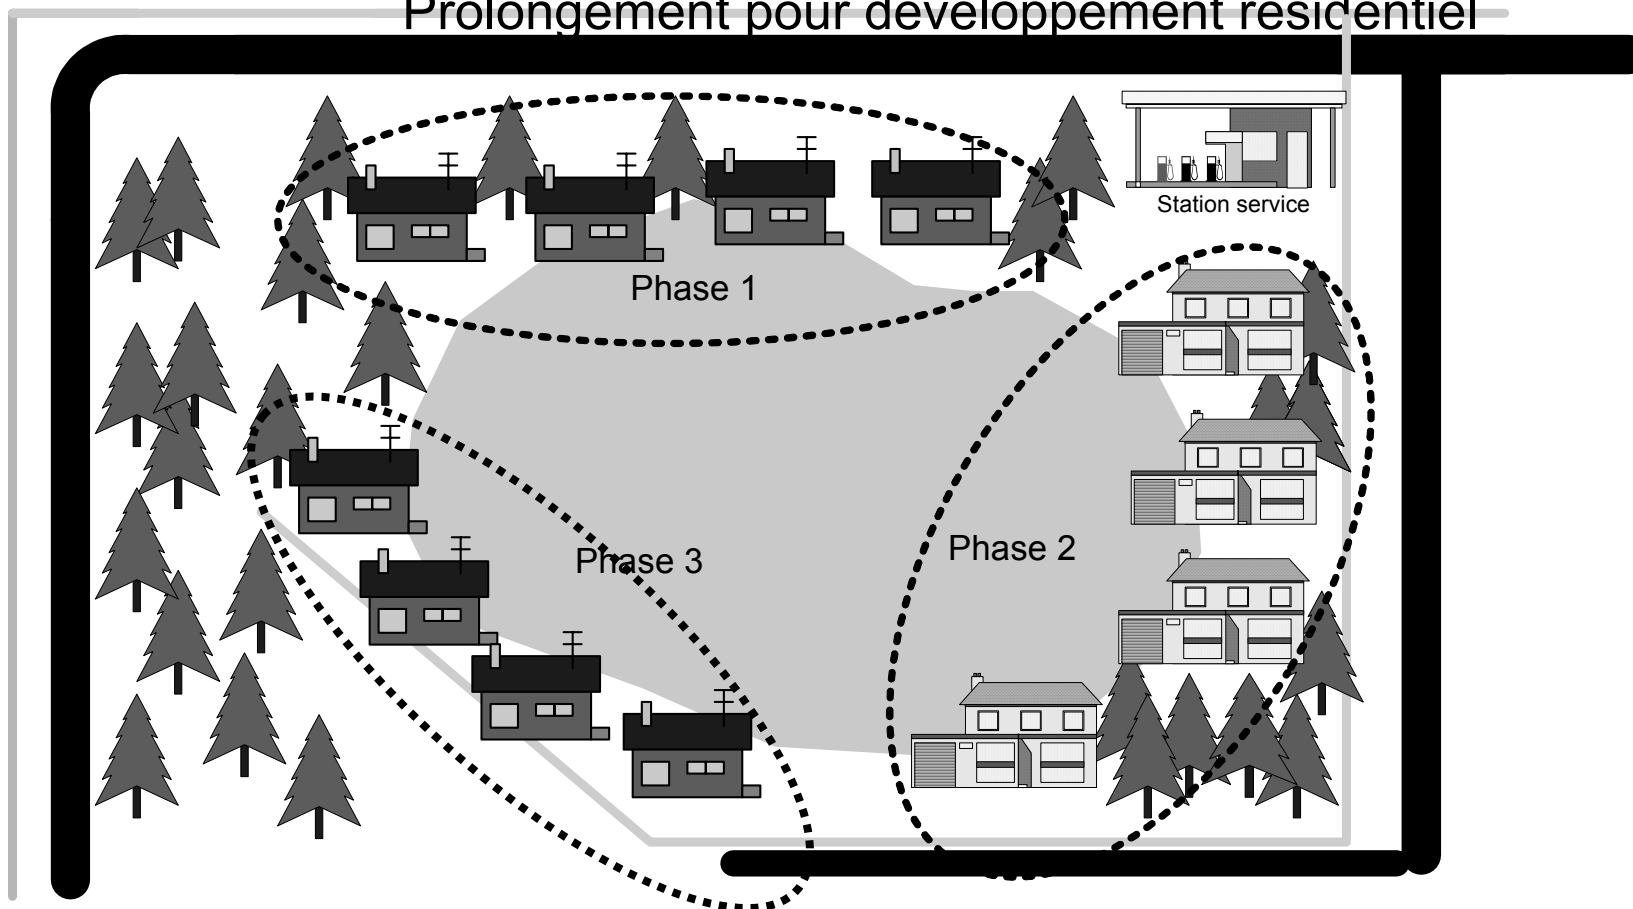 Prolongement pour développement résidentiel
Station service
Phase 1
Phase 2
Phase 3